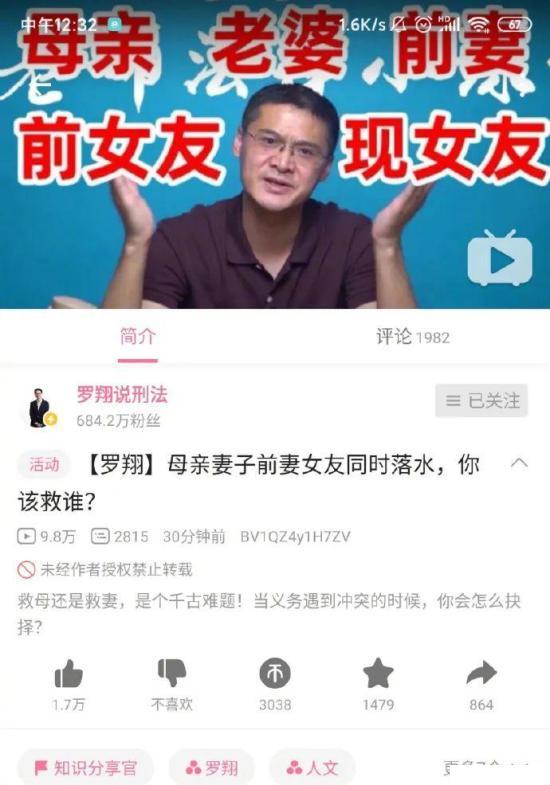 中午12:32
1.6K/s
HD
67
母亲 老婆 前妻
前女友 现女友
简介
评论 1982
罗翔说刑法
684.2万粉丝
已关注
活动 【罗翔】母亲妻子前妻女友同时落水，你
该救谁？
9.8万 2815 30分钟前 BV1QZ4y1H7ZV
未经作者授权禁止转载
救母还是救妻，是个千古难题！当义务遇到冲突的时候，你会怎么抉
择？
1.7万 不喜欢 3038 1479 864
知识分享官 罗翔 人文